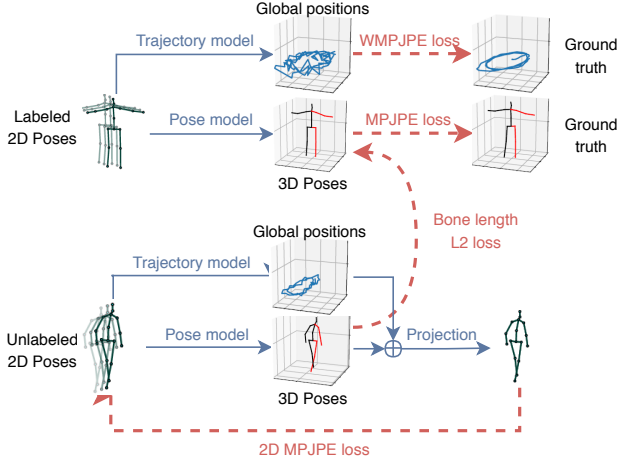 Global positions
Trajectory model
WMPJPE loss
Ground
truth
Labeled
2D Poses
Pose model
MPJPE loss
Ground
truth
3D Poses
Bone length
L2 loss
Global positions
Trajectory model
Unlabeled
2D Poses
Pose model
Projection
3D Poses
2D MPJPE loss